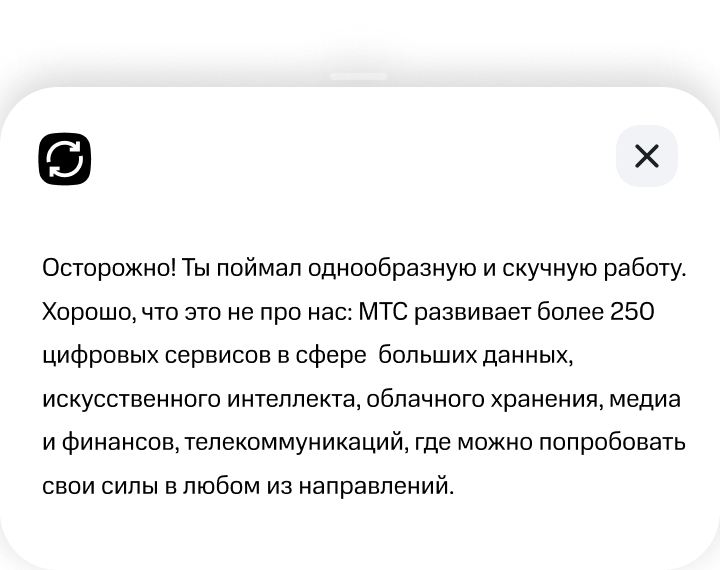 Осторожно! Ты поймал однообразную и скучную работу.
Хорошо, что это не про нас: МТС развивает более 250
цифровых сервисов в сфере  больших данных,
искусственного интеллекта, облачного хранения, медиа
и финансов, телекоммуникаций, где можно попробовать
свои силы в любом из направлений.